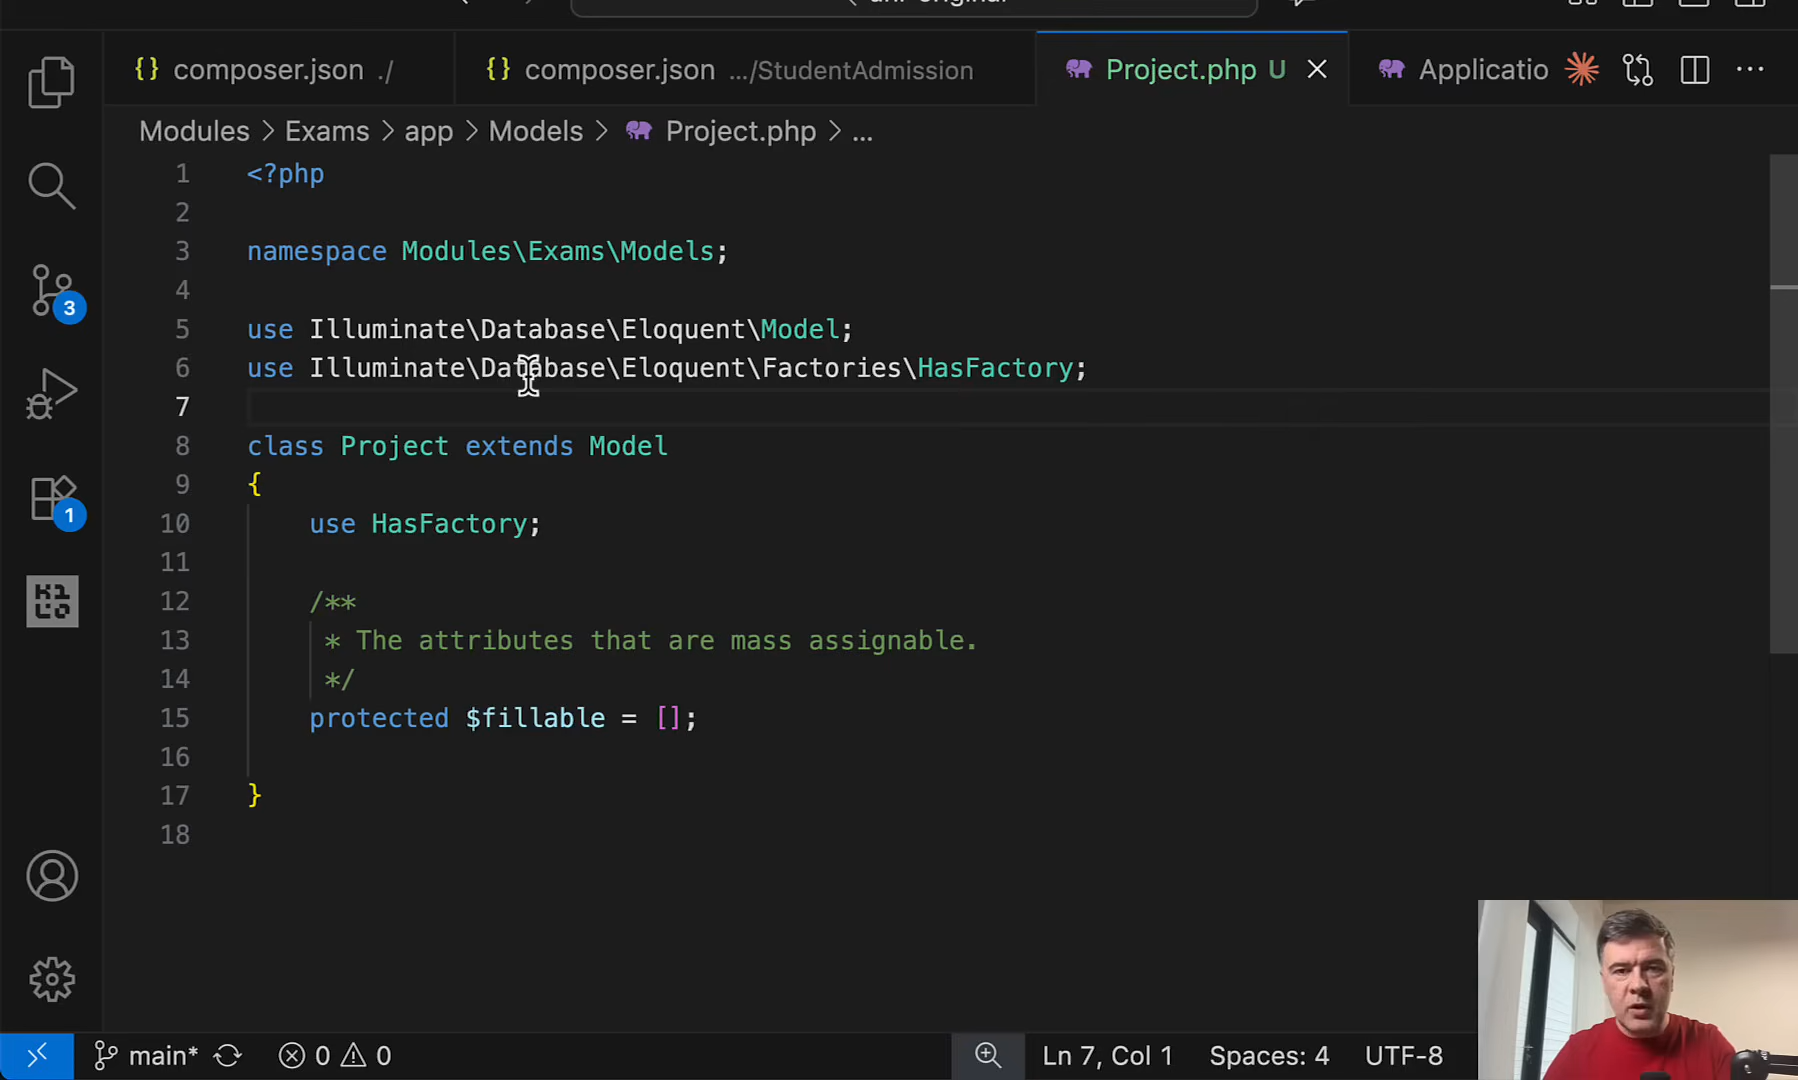 composer.json ./
composer.json .../StudentAdmission
Project.php U
Applicatio
Modules > Exams > app > Models > Project.php > ...
1 <?php
2
3 namespace Modules\Exams\Models;
4
5 use Illuminate\Database\Eloquent\Model;
6 use Illuminate\Database\Eloquent\Factories\HasFactory;
7
8 class Project extends Model
9 {
10 use HasFactory;
11
12 /**
13 * The attributes that are mass assignable.
14 */
15 protected $fillable = [];
16
17 }
18
3
1
main* 0 0 Ln 7, Col 1 Spaces: 4 UTF-8